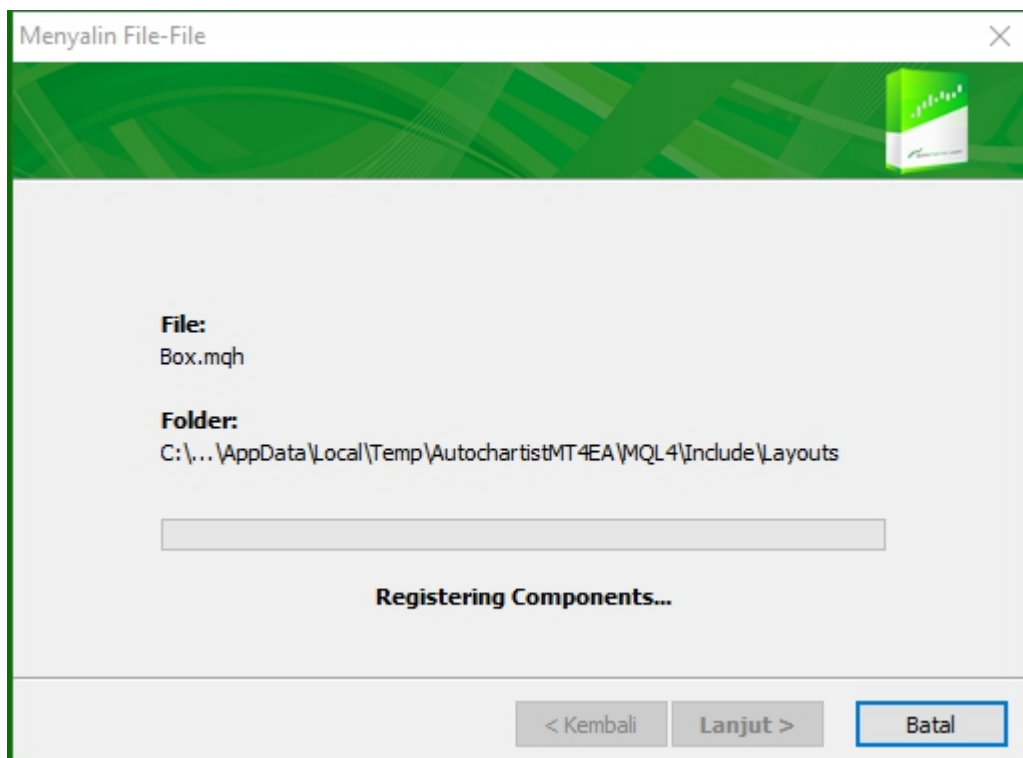 Menyalin File-File
File:
Box.mqh
Folder:
C:\...\AppData\Local\Temp\AutochartistMT4EA\MQL4\Include\Layouts
Registering Components...
< Kembali
Lanjut >
Batal